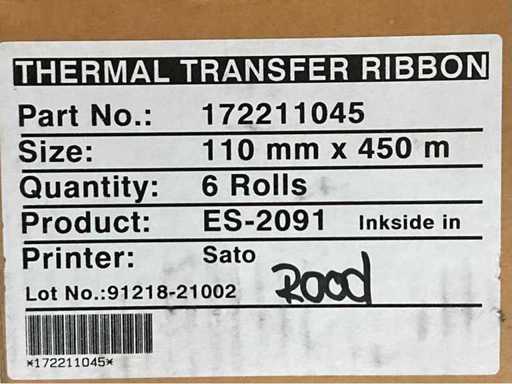 THERMAL TRANSFER RIBBON
Part No.: 172211045
Size: 110 mm x 450 m
Quantity: 6 Rolls
Product: ES-2091 Inkside in
Printer: Sato
Lot No.:91218-21002 Rood
*172211045*